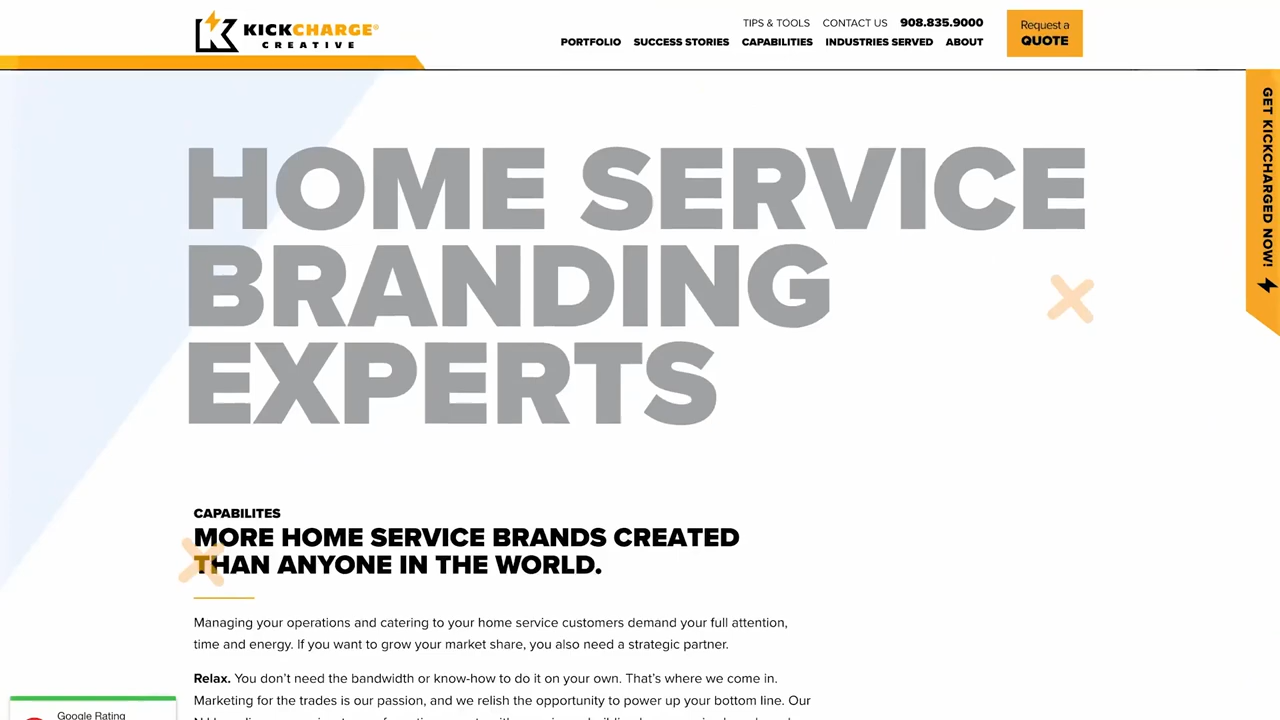 KICKCHARGE®
CREATIVE
TIPS & TOOLS CONTACT US 908.835.9000
PORTFOLIO SUCCESS STORIES CAPABILITIES INDUSTRIES SERVED ABOUT
Request a
QUOTE
GET KICKCHARGED NOW!
HOME SERVICE
BRANDING
EXPERTS
CAPABILITES
MORE HOME SERVICE BRANDS CREATED
THAN ANYONE IN THE WORLD.
Managing your operations and catering to your home service customers demand your full attention,
time and energy. If you want to grow your market share, you also need a strategic partner.
Relax. You don’t need the bandwidth or know-how to do it on your own. That’s where we come in.
Marketing for the trades is our passion, and we relish the opportunity to power up your bottom line. Our
Google Rating